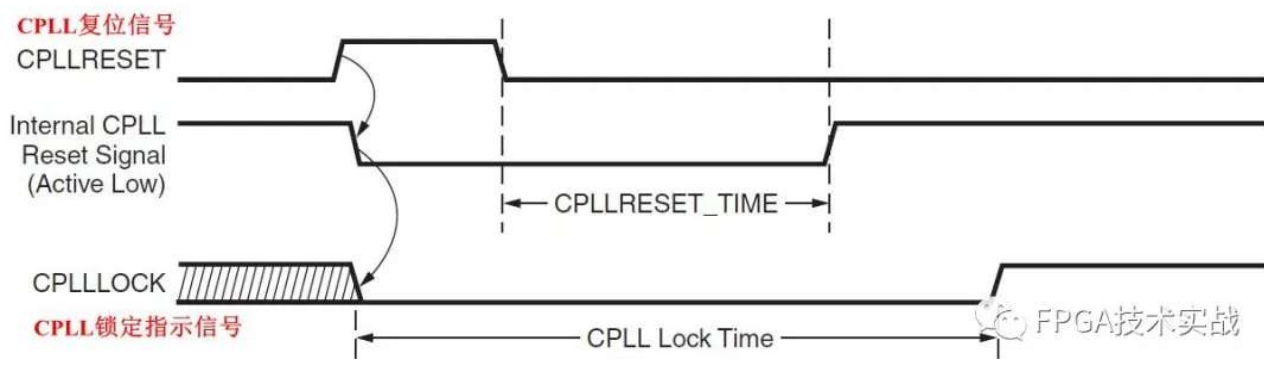 CPLL复位信号
CPLLRESET
Internal CPLL
Reset Signal
(Active Low)
CPLLRESET_TIME
CPLLLOCK
CPLL锁定指示信号
CPLL Lock Time
FPGA技术实战